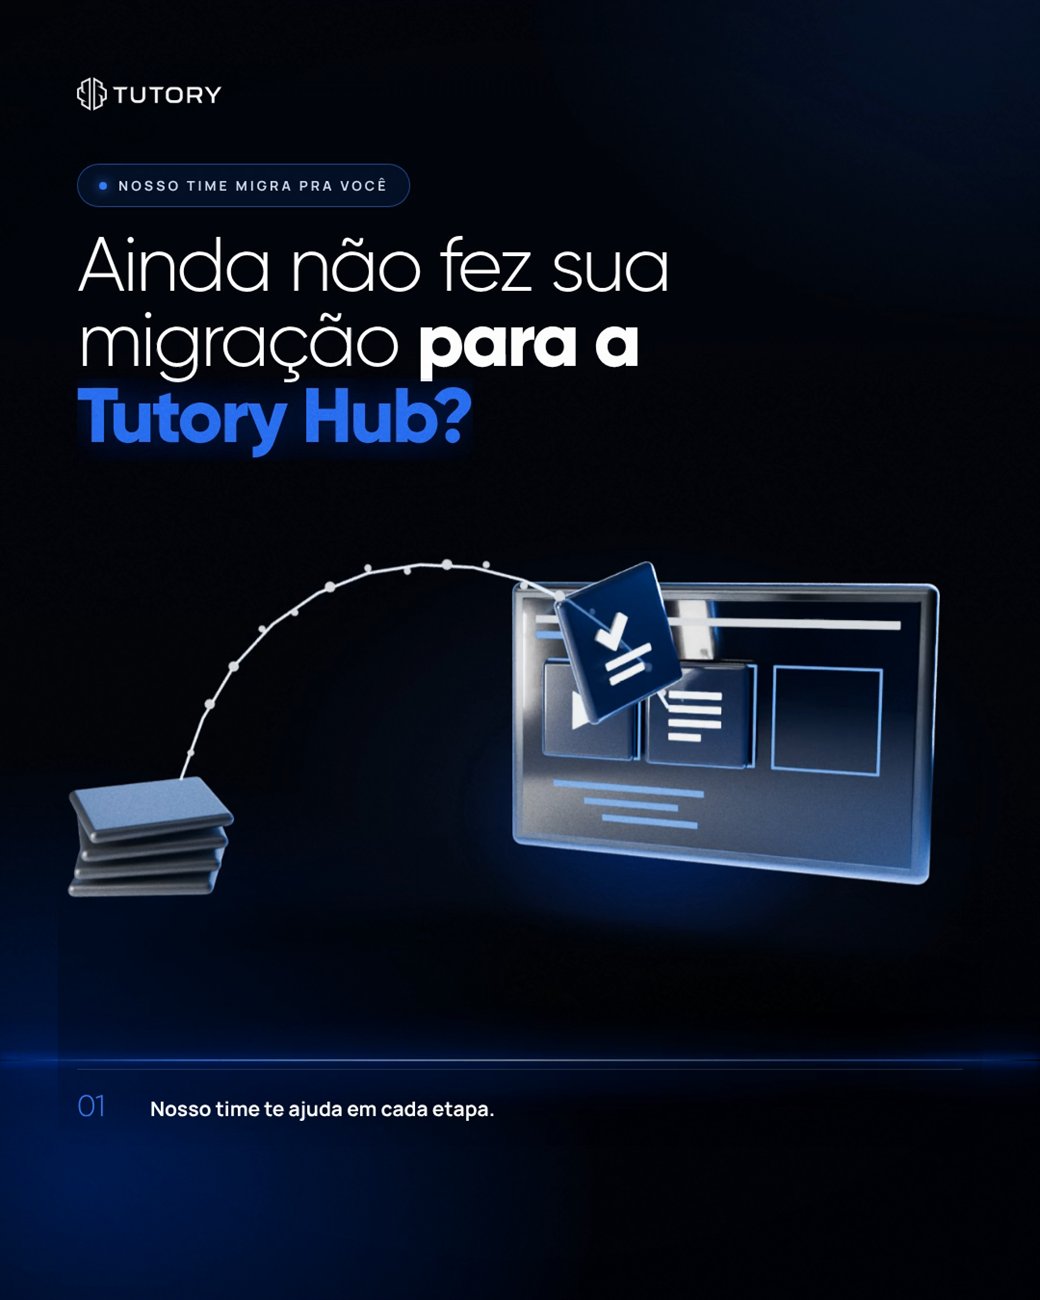 TUTORY
NOSSO TIME MIGRA PRA VOCÊ
Ainda não fez sua
migração para a
Tutory Hub?
01 Nosso time te ajuda em cada etapa.